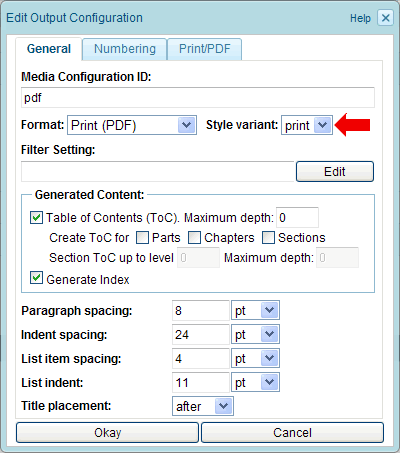 Edit Output Configuration Help
General Numbering Print/PDF
Media Configuration ID:
pdf
Format: Print (PDF) Style variant: print
Filter Setting:
Edit
Generated Content:
Table of Contents (ToC). Maximum depth: 0
Create ToC for Parts Chapters Sections
Section ToC up to level 0 Maximum depth: 0
Generate Index
Paragraph spacing: 8 pt
Indent spacing: 24 pt
List item spacing: 4 pt
List indent: 11 pt
Title placement: after
Okay Cancel